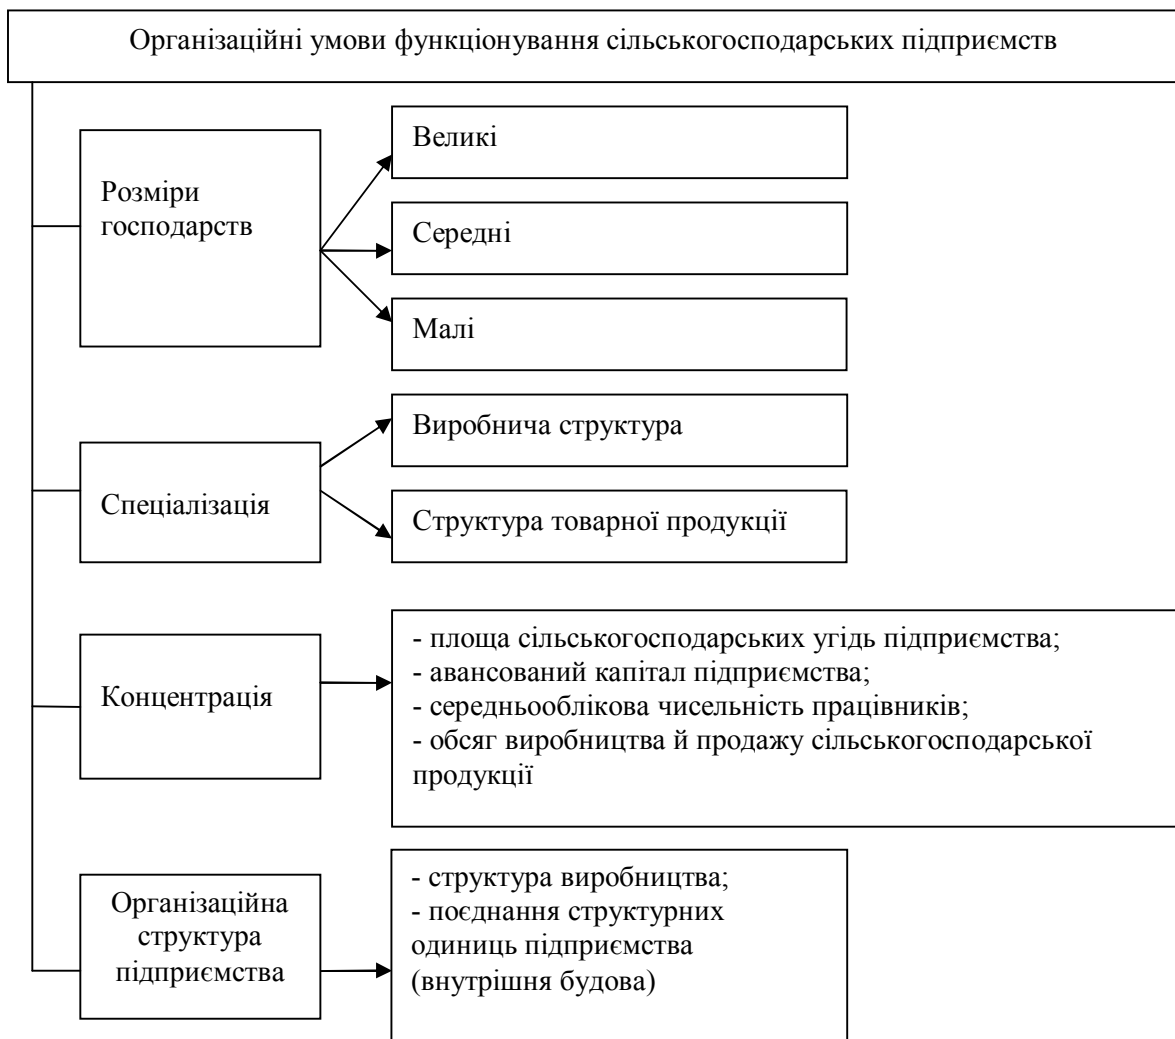 Організаційні умови функціонування сільськогосподарських підприємств
Розміри
господарств
Великі
Середні
Малі
Спеціалізація
Виробнича структура
Структура товарної продукції
Концентрація
- площа сільськогосподарських угідь підприємства;
- авансований капітал підприємства;
- середньооблікова чисельність працівників;
- обсяг виробництва й продажу сільськогосподарської
продукції
Організаційна
структура
підприємства
- структура виробництва;
- поєднання структурних
одиниць підприємства
(внутрішня будова)